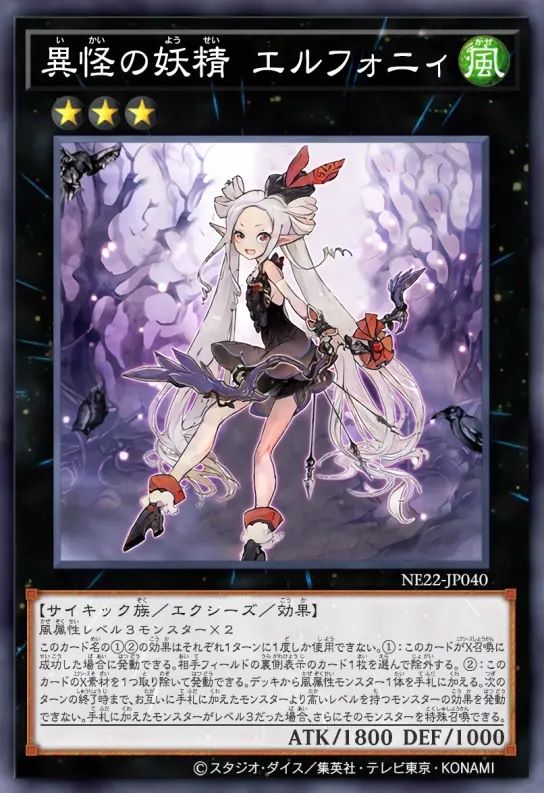 異怪の妖精 エルフォニィ
風
NE22-JP040
【サイキック族／エクシーズ／効果】
風属性レベル３モンスター×２
このカード名の①②の効果はそれぞれ1ターンに1度しか使用できない。①：このカードがX召喚に
成功した場合に発動できる。相手フィールドの裏側表示のカード1枚を選んで除外する。②：このカード
のX素材を1つ取り除いて発動できる。デッキから風属性モンスター1体を手札に加える。次の
ターンの終了時まで、お互いに手札に加えたモンスターより高いレベルを持つモンスターの効果を発動
できない。手札に加えたモンスターがレベル3だった場合、さらにそのモンスターを特殊召喚できる。
ATK/1800 DEF/1000
©スタジオ・ダイス／集英社・テレビ東京・KONAMI